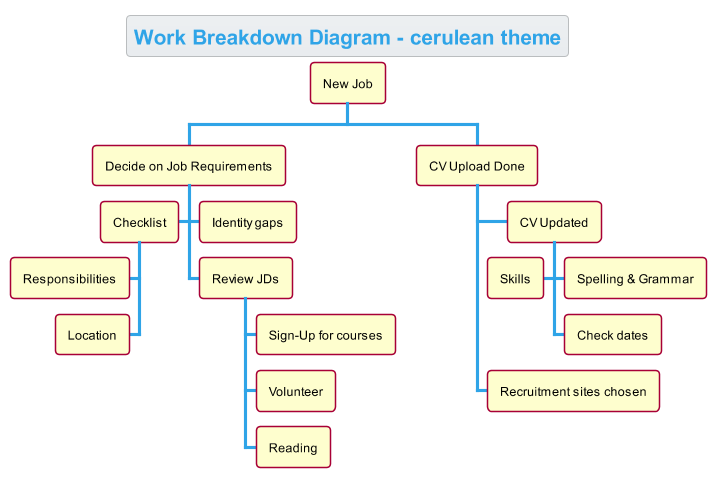 Work Breakdown Diagram - cerulean theme
New Job
Decide on Job Requirements
CV Upload Done
Checklist
Identity gaps
CV Updated
Responsibilities
Review JDs
Skills
Spelling & Grammar
Location
Sign-Up for courses
Check dates
Volunteer
Recruitment sites chosen
Reading